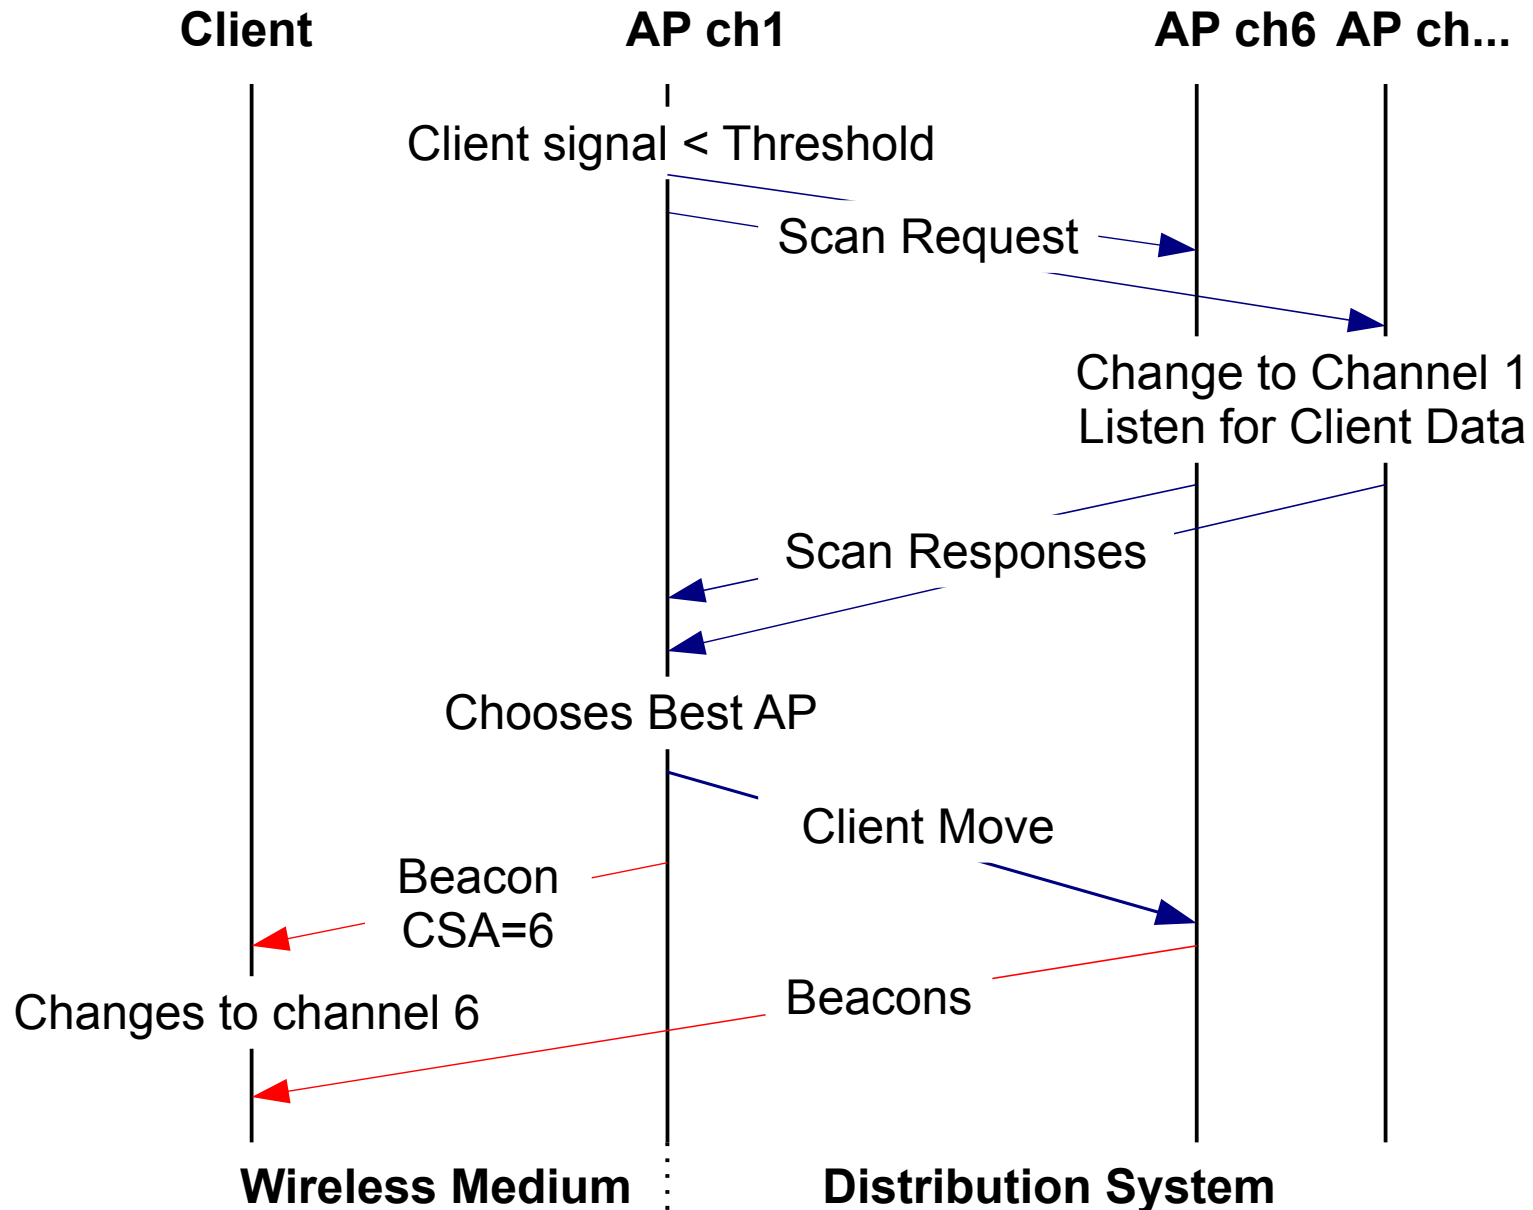 Client AP ch1 AP ch6 AP ch...
Client signal < Threshold
Scan Request
Change to Channel 1
Listen for Client Data
Scan Responses
Chooses Best AP
Client Move
Beacon
CSA=6
Beacons
Changes to channel 6
Wireless Medium Distribution System